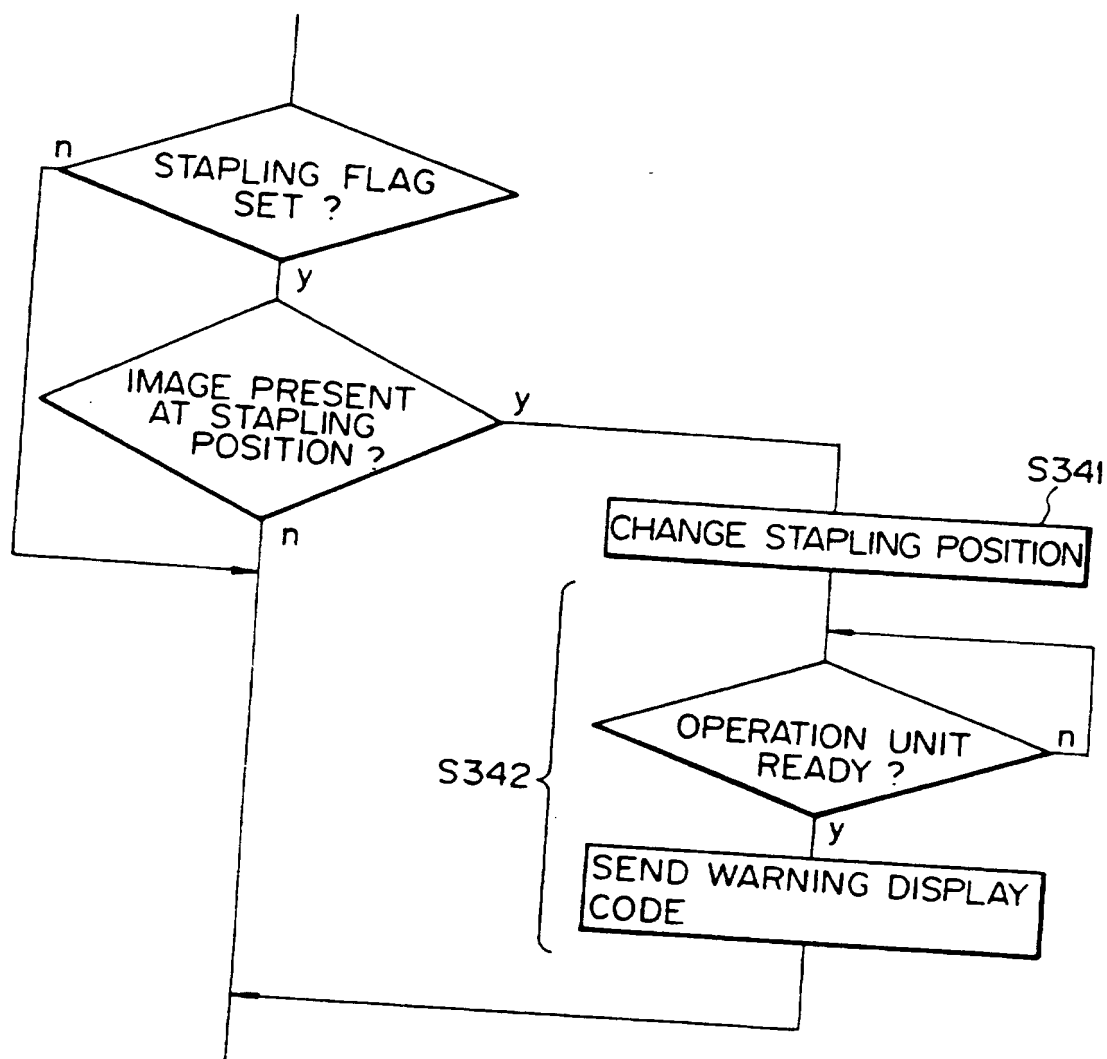 n
STAPLING FLAG
SET ?
y
IMAGE PRESENT
AT STAPLING
POSITION ?
y
n
S341
CHANGE STAPLING POSITION
OPERATION UNIT
READY ?
n
S342
y
SEND WARNING DISPLAY
CODE